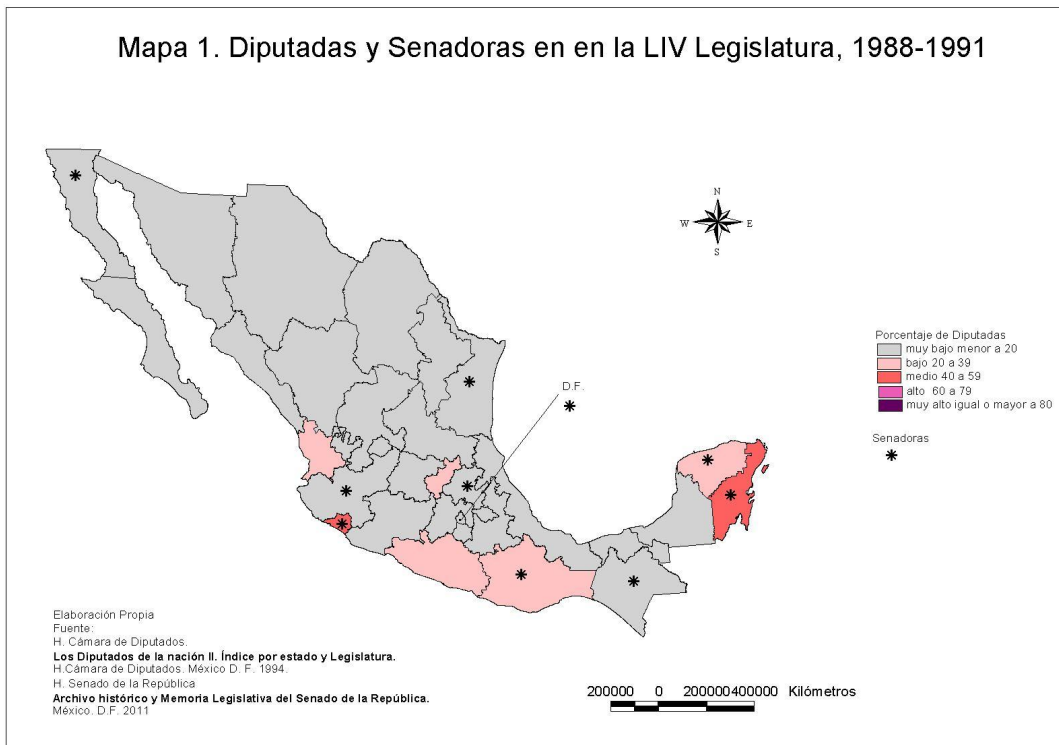 Mapa 1. Diputadas y Senadoras en en la LIV Legislatura, 1988-1991
N
W E
S
D.F.
Porcentaje de Diputadas
muy bajo menor a 20
bajo 20 a 39
medio 40 a 59
alto 60 a 79
muy alto igual o mayor a 80
Senadoras
Elaboración Propia
Fuente:
H. Cámara de Diputados.
Los Diputados de la nación II. Índice por estado y Legislatura.
H.Cámara de Diputados. México D. F. 1994.
H. Senado de la República
Archivo histórico y Memoria Legislativa del Senado de la República.
México. D.F. 2011
200000 0 200000400000 Kilómetros